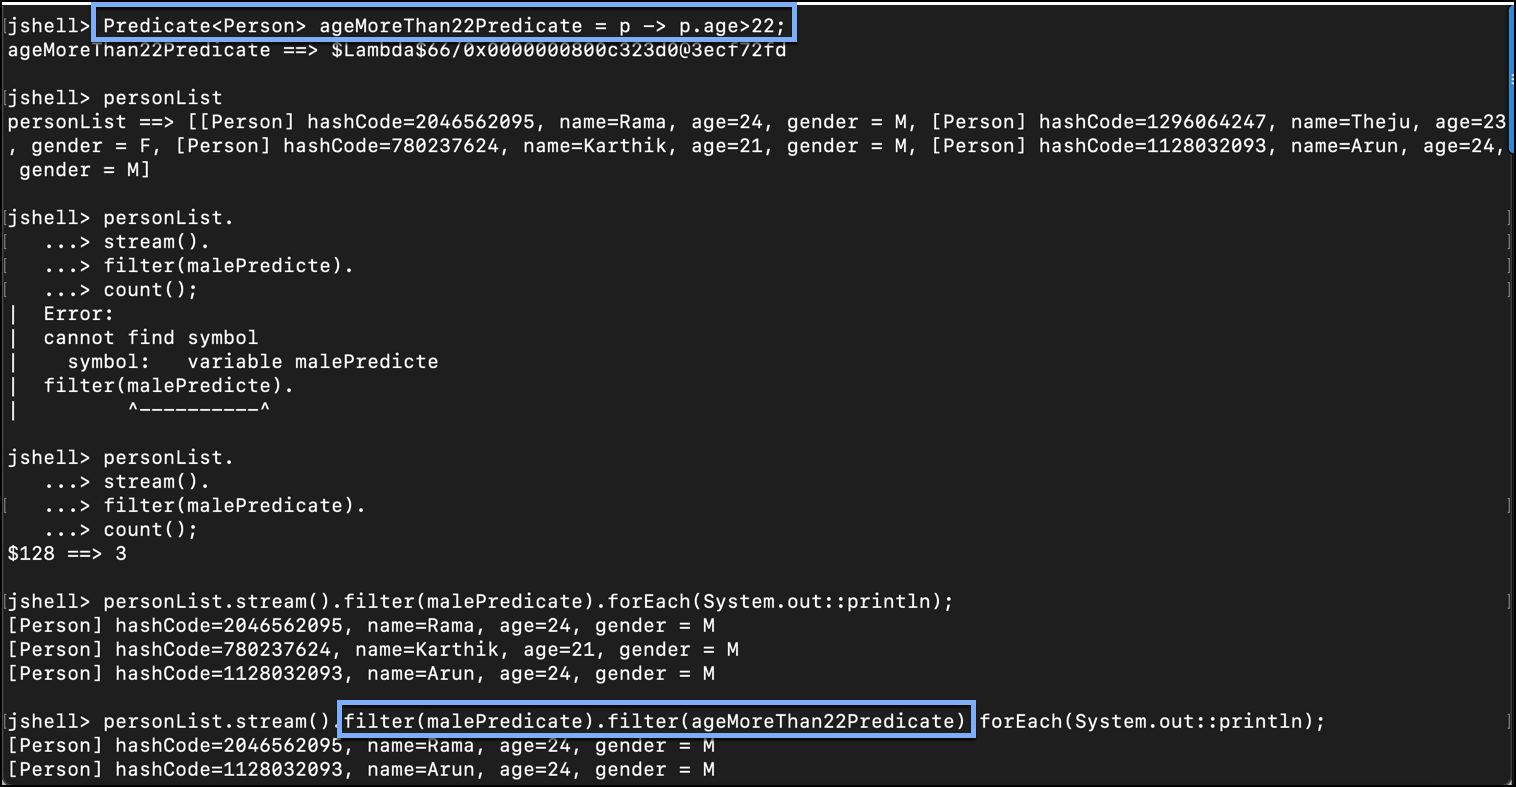 jshell> Predicate<Person> ageMoreThan22Predicate = p -> p.age>22;
ageMoreThan22Predicate ==> $Lambda$66/0x0000000800c323d0@3ecf72fd
jshell> personList
personList ==> [[Person] hashCode=2046562095, name=Rama, age=24, gender = M, [Person] hashCode=1296064247, name=Theju, age=23
, gender = F, [Person] hashCode=780237624, name=Karthik, age=21, gender = M, [Person] hashCode=1128032093, name=Arun, age=24,
gender = M]
jshell> personList.
...> stream().
...> filter(malePredicte).
...> count();
| Error:
| cannot find symbol
| symbol: variable malePredicte
| filter(malePredicte).
| ^----------^
jshell> personList.
...> stream().
...> filter(malePredicate).
...> count();
$128 ==> 3
jshell> personList.stream().filter(malePredicate).forEach(System.out::println);
[Person] hashCode=2046562095, name=Rama, age=24, gender = M
[Person] hashCode=780237624, name=Karthik, age=21, gender = M
[Person] hashCode=1128032093, name=Arun, age=24, gender = M
jshell> personList.stream().filter(malePredicate).filter(ageMoreThan22Predicate).forEach(System.out::println);
[Person] hashCode=2046562095, name=Rama, age=24, gender = M
[Person] hashCode=1128032093, name=Arun, age=24, gender = M